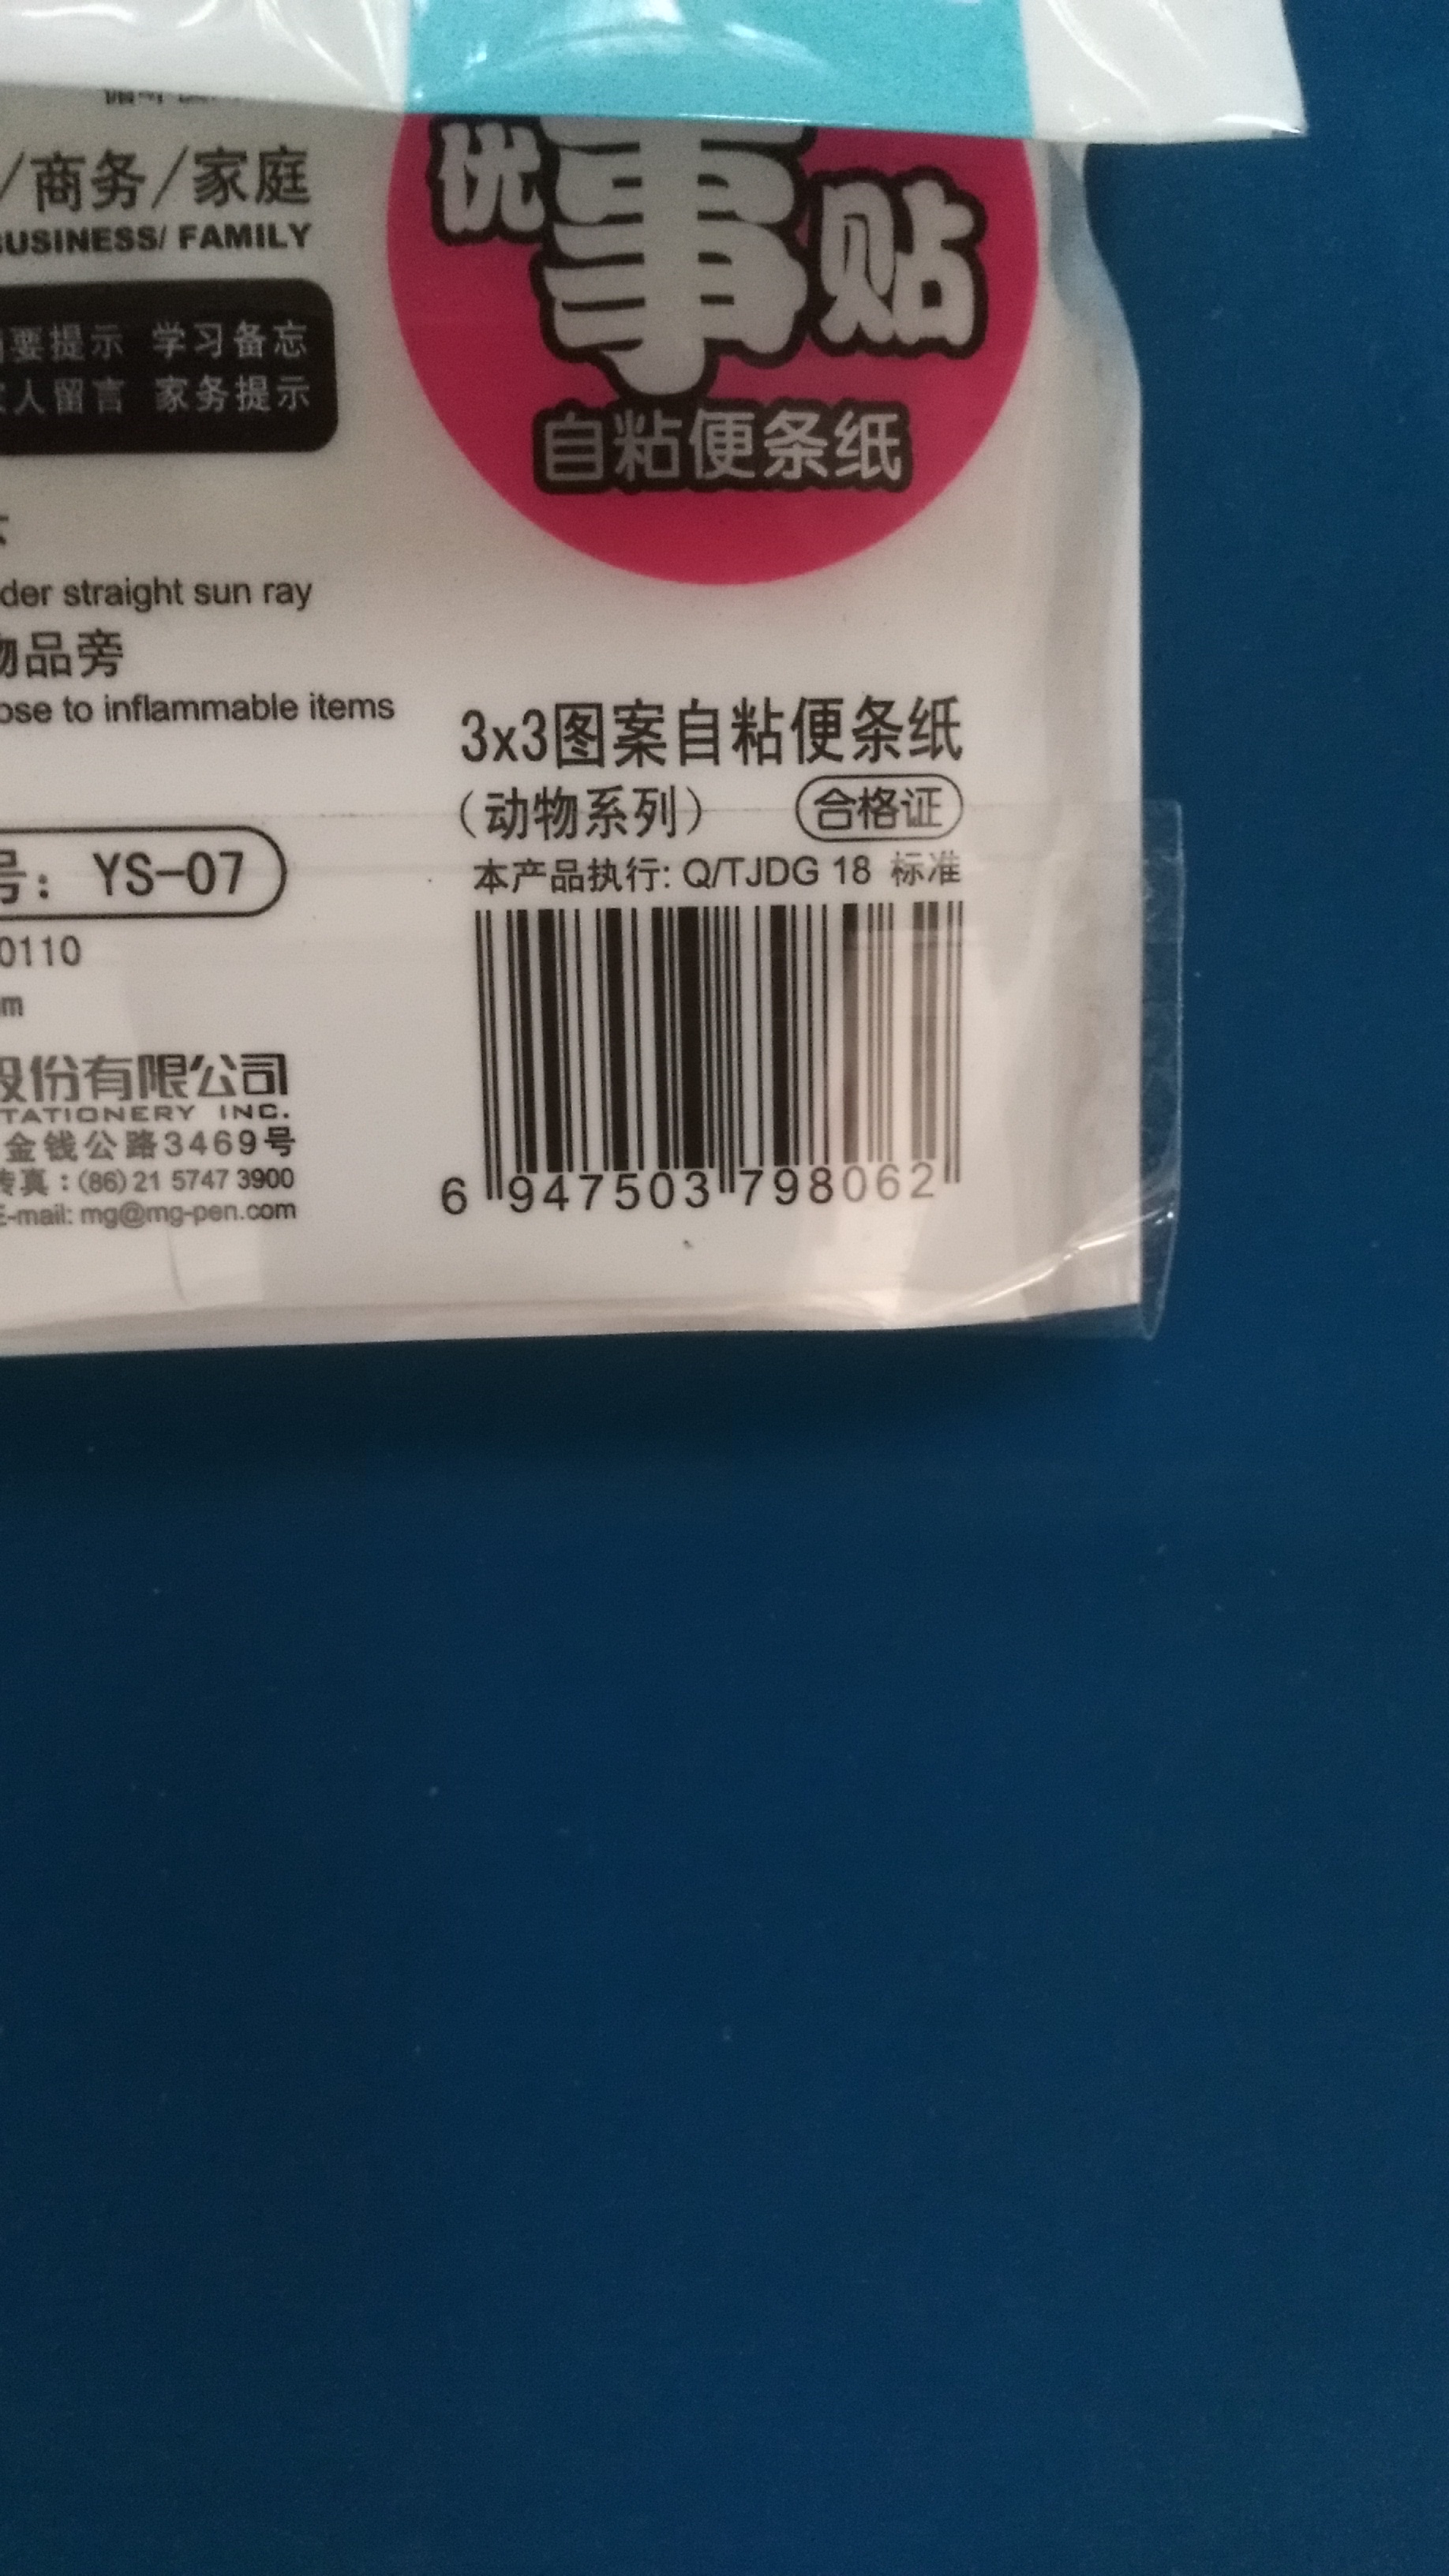 /商务/家庭
BUSINESS/ FAMILY
要提示 学习备忘
人留言 家务提示
优事贴
自粘便条纸
der straight sun ray
物品旁
ose to inflammable items
3x3图案自粘便条纸
（动物系列） 合格证
本产品执行: Q/TJDG 18 标准
号：YS-07
0110
m
股份有限公司
TATIONERY INC.
金钱公路3469号
传真：(86) 21 5747 3900
E-mail: mg@mg-pen.com
6 947503 798062